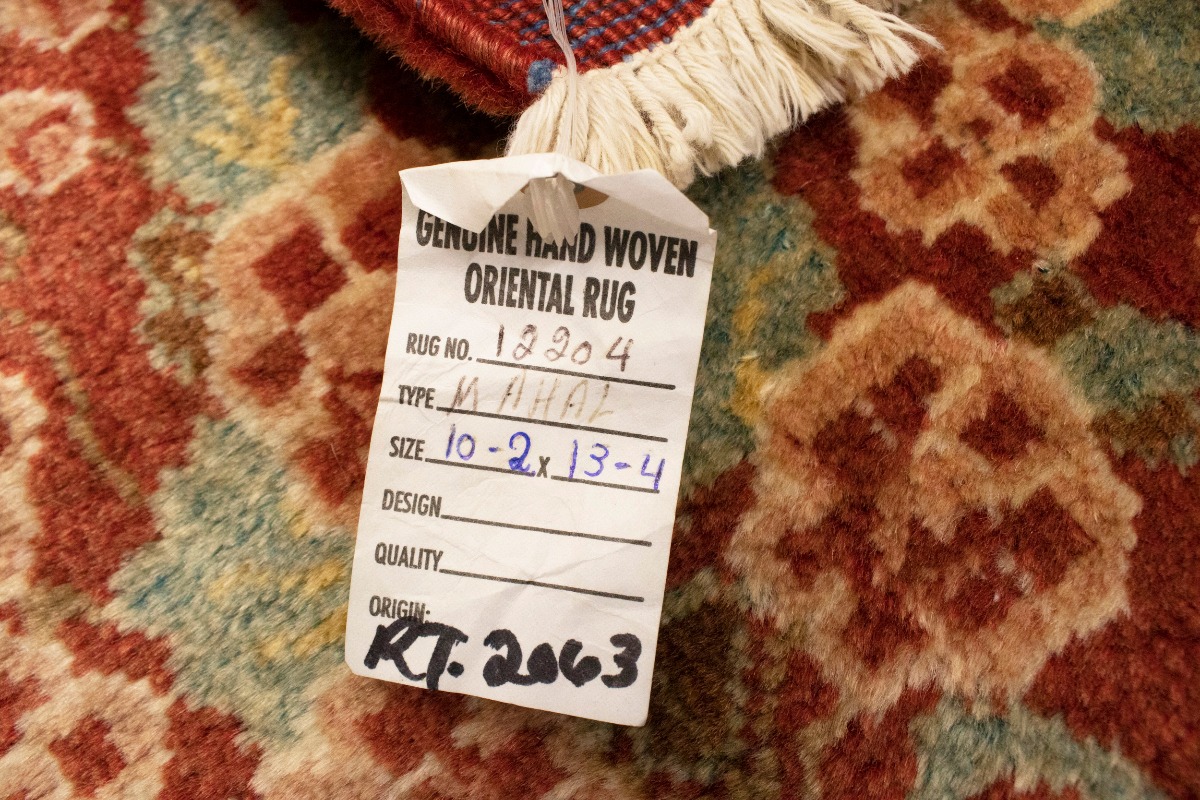 GENUINE HAND WOVEN
ORIENTAL RUG
RUG NO. 12204
TYPE MAHAL
SIZE 10-2 x 13-4
DESIGN
QUALITY
ORIGIN:
RT. 2063